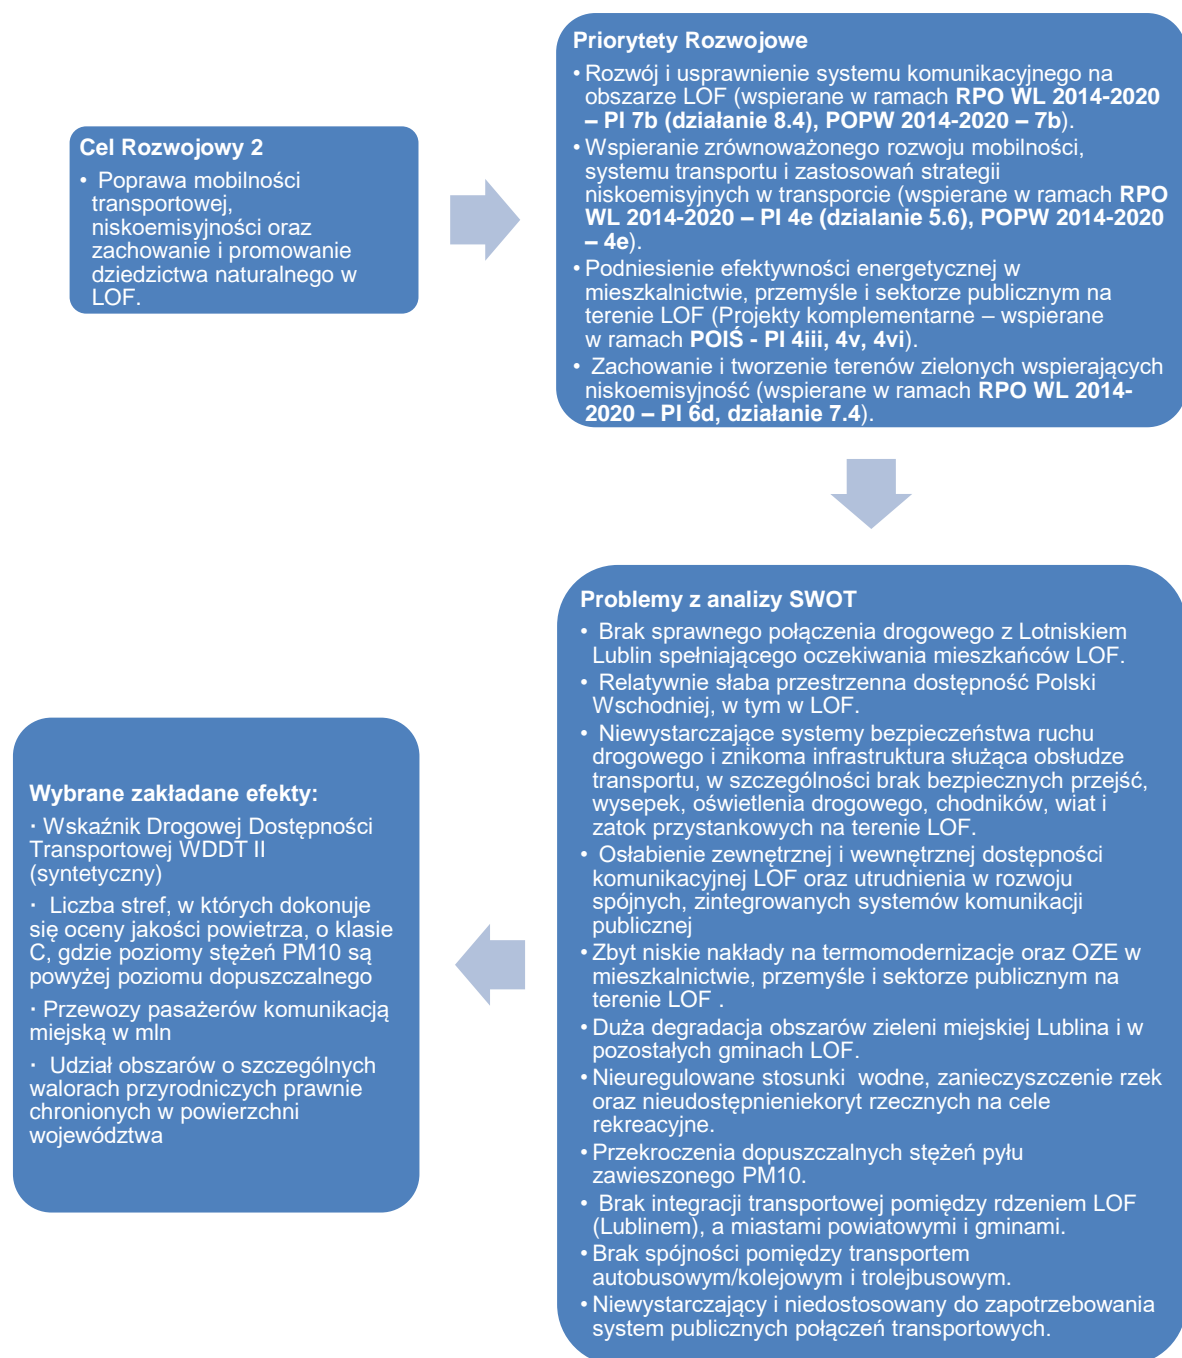 Cel Rozwojowy 2
• Poprawa mobilności
transportowej,
niskoemisyjności oraz
zachowanie i promowanie
dziedzictwa naturalnego w
LOF.
Priorytety Rozwojowe
• Rozwój i usprawnienie systemu komunikacyjnego na
obszarze LOF (wspierane w ramach RPO WL 2014-2020
– PI 7b (działanie 8.4), POPW 2014-2020 – 7b).
• Wspieranie zrównoważonego rozwoju mobilności,
systemu transportu i zastosowań strategii
niskoemisyjnych w transporcie (wspierane w ramach RPO
WL 2014-2020 – PI 4e (dzialanie 5.6), POPW 2014-2020
– 4e).
• Podniesienie efektywności energetycznej w
mieszkalnictwie, przemyśle i sektorze publicznym na
terenie LOF (Projekty komplementarne – wspierane
w ramach POIŚ - PI 4iii, 4v, 4vi).
• Zachowanie i tworzenie terenów zielonych wspierających
niskoemisyjność (wspierane w ramach RPO WL 2014-
2020 – PI 6d, działanie 7.4).
Problemy z analizy SWOT
• Brak sprawnego połączenia drogowego z Lotniskiem
Lublin spełniającego oczekiwania mieszkańców LOF.
• Relatywnie słaba przestrzenna dostępność Polski
Wschodniej, w tym w LOF.
• Niewystarczające systemy bezpieczeństwa ruchu
drogowego i znikoma infrastruktura służąca obsłudze
transportu, w szczególności brak bezpiecznych przejść,
wysepek, oświetlenia drogowego, chodników, wiat i
zatok przystankowych na terenie LOF.
• Osłabienie zewnętrznej i wewnętrznej dostępności
komunikacyjnej LOF oraz utrudnienia w rozwoju
spójnych, zintegrowanych systemów komunikacji
publicznej
• Zbyt niskie nakłady na termomodernizacje oraz OZE w
mieszkalnictwie, przemyśle i sektorze publicznym na
terenie LOF .
• Duża degradacja obszarów zieleni miejskiej Lublina i w
pozostałych gminach LOF.
• Nieuregulowane stosunki wodne, zanieczyszczenie rzek
oraz nieudostępnieniekoryt rzecznych na cele
rekreacyjne.
• Przekroczenia dopuszczalnych stężeń pyłu
zawieszonego PM10.
• Brak integracji transportowej pomiędzy rdzeniem LOF
(Lublinem), a miastami powiatowymi i gminami.
• Brak spójności pomiędzy transportem
autobusowym/kolejowym i trolejbusowym.
• Niewystarczający i niedostosowany do zapotrzebowania
system publicznych połączeń transportowych.
Wybrane zakładane efekty:
· Wskaźnik Drogowej Dostępności
Transportowej WDDT II
(syntetyczny)
· Liczba stref, w których dokonuje
się oceny jakości powietrza, o klasie
C, gdzie poziomy stężeń PM10 są
powyżej poziomu dopuszczalnego
· Przewozy pasażerów komunikacją
miejską w mln
· Udział obszarów o szczególnych
walorach przyrodniczych prawnie
chronionych w powierzchni
województwa